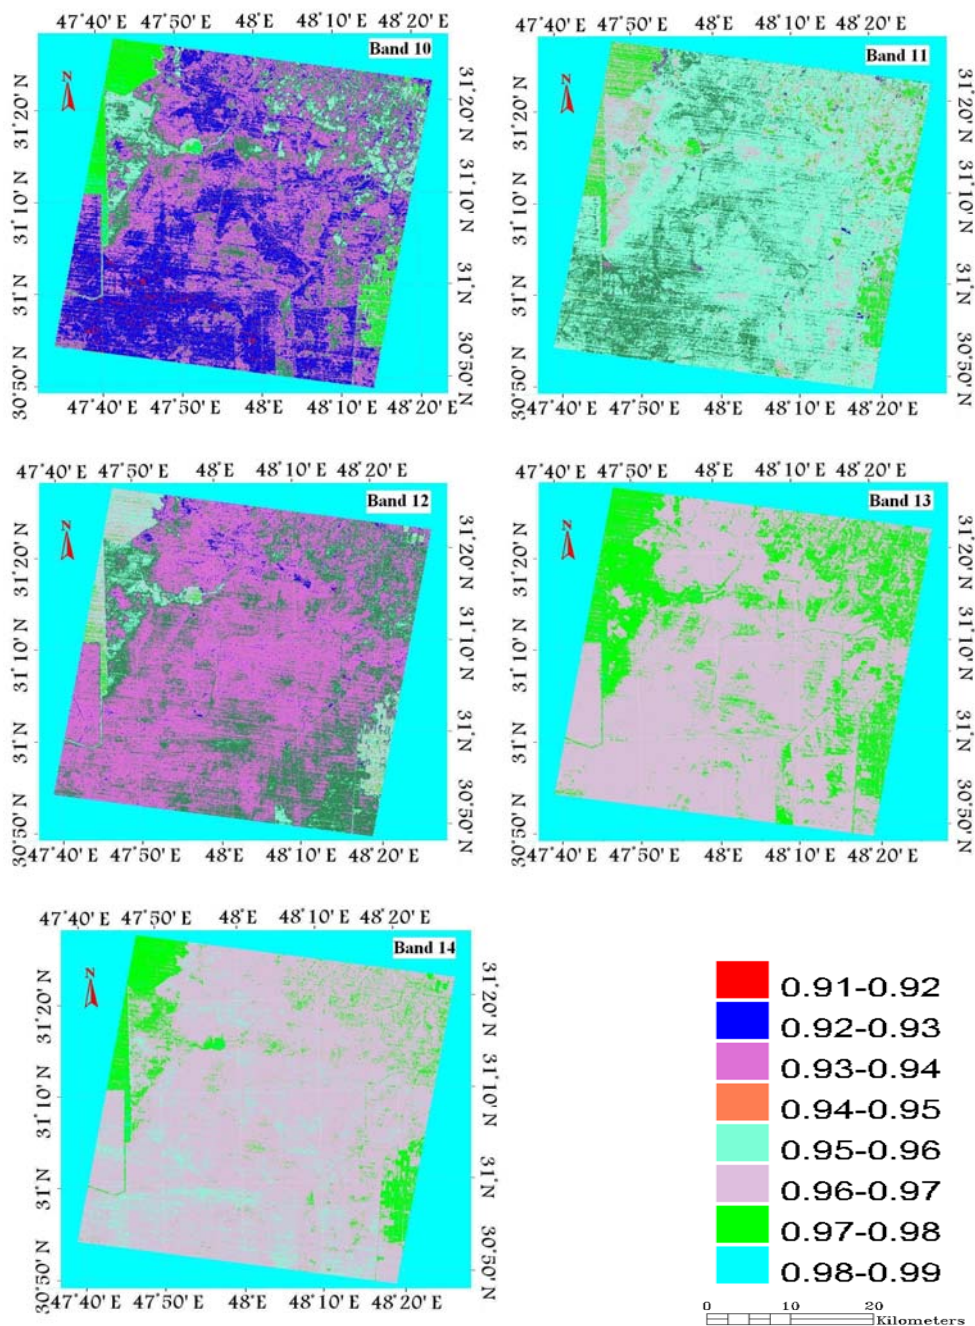 47°40' E 47°50' E 48°E 48°10' E 48°20' E
Band 10
N
31°20' N
31°10' N
31°N
30°50' N
31°20' N
31°10' N
31°N
30°50' N
47°40' E 47°50' E 48°E 48°10' E 48°20' E
47°40' E 47°50' E 48°E 48°10' E 48°20' E
Band 11
N
31°20' N
31°10' N
31°N
30°50' N
31°20' N
31°10' N
31°N
30°50' N
47°40' E 47°50' E 48°E 48°10' E 48°20' E
47°40' E 47°50' E 48°E 48°10' E 48°20' E
Band 12
N
31°20' N
31°10' N
31°N
30°50' N
31°20' N
31°10' N
31°N
30°50' N
47°40' E 47°50' E 48°E 48°10' E 48°20' E
47°40' E 47°50' E 48°E 48°10' E 48°20' E
Band 13
N
31°20' N
31°10' N
31°N
30°50' N
31°20' N
31°10' N
31°N
30°50' N
47°40' E 47°50' E 48°E 48°10' E 48°20' E
47°40' E 47°50' E 48°E 48°10' E 48°20' E
Band 14
N
31°20' N
31°10' N
31°N
30°50' N
31°20' N
31°10' N
31°N
30°50' N
47°40' E 47°50' E 48°E 48°10' E 48°20' E
0.91-0.92
0.92-0.93
0.93-0.94
0.94-0.95
0.95-0.96
0.96-0.97
0.97-0.98
0.98-0.99
0 10 20
Kilometers